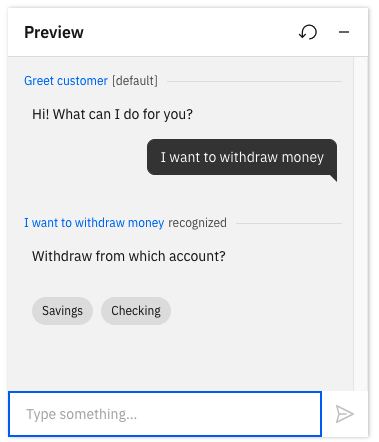 Preview
Greet customer [default]
Hi! What can I do for you?
I want to withdraw money
I want to withdraw money recognized
Withdraw from which account?
Savings Checking
Type something...